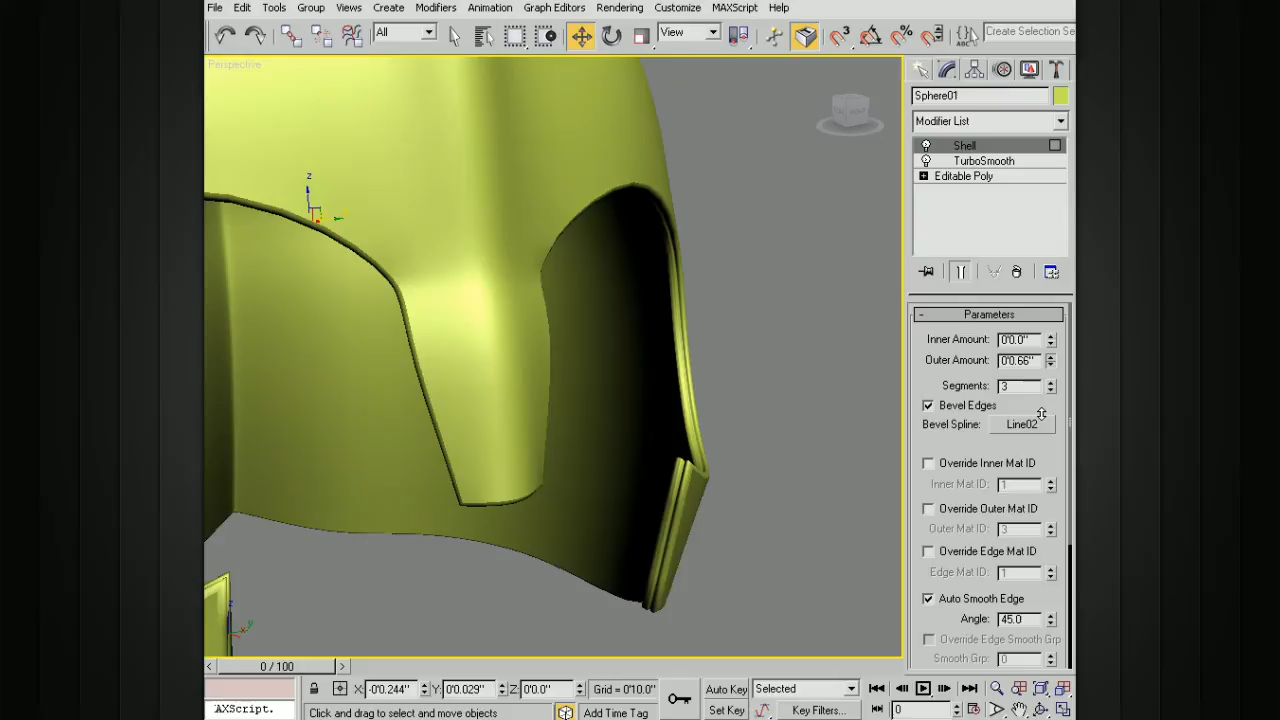 File Edit Tools Group Views Create Modifiers Animation Graph Editors Rendering Customize MAXScript Help
All View 3 % ABC Create Selection Se
Perspective
Sphere01
Modifier List
Shell
TurboSmooth
Editable Poly
- Parameters
Inner Amount: 0'0.0"
Outer Amount: 0'0.66"
Segments: 3
Bevel Edges
Bevel Spline: Line02
Override Inner Mat ID
Inner Mat ID: 1
Override Outer Mat ID
Outer Mat ID: 3
Override Edge Mat ID
Edge Mat ID: 1
Auto Smooth Edge
Angle: 45.0
Override Edge Smooth Grp
Smooth Grp: 0
z
z
y
< 0 / 100 >
X: -0'0.244" Y: 0'0.029" Z: 0'0.0" Grid = 0'10.0" Auto Key Selected
AXScript. Click and drag to select and move objects Add Time Tag Set Key Key Filters... 0